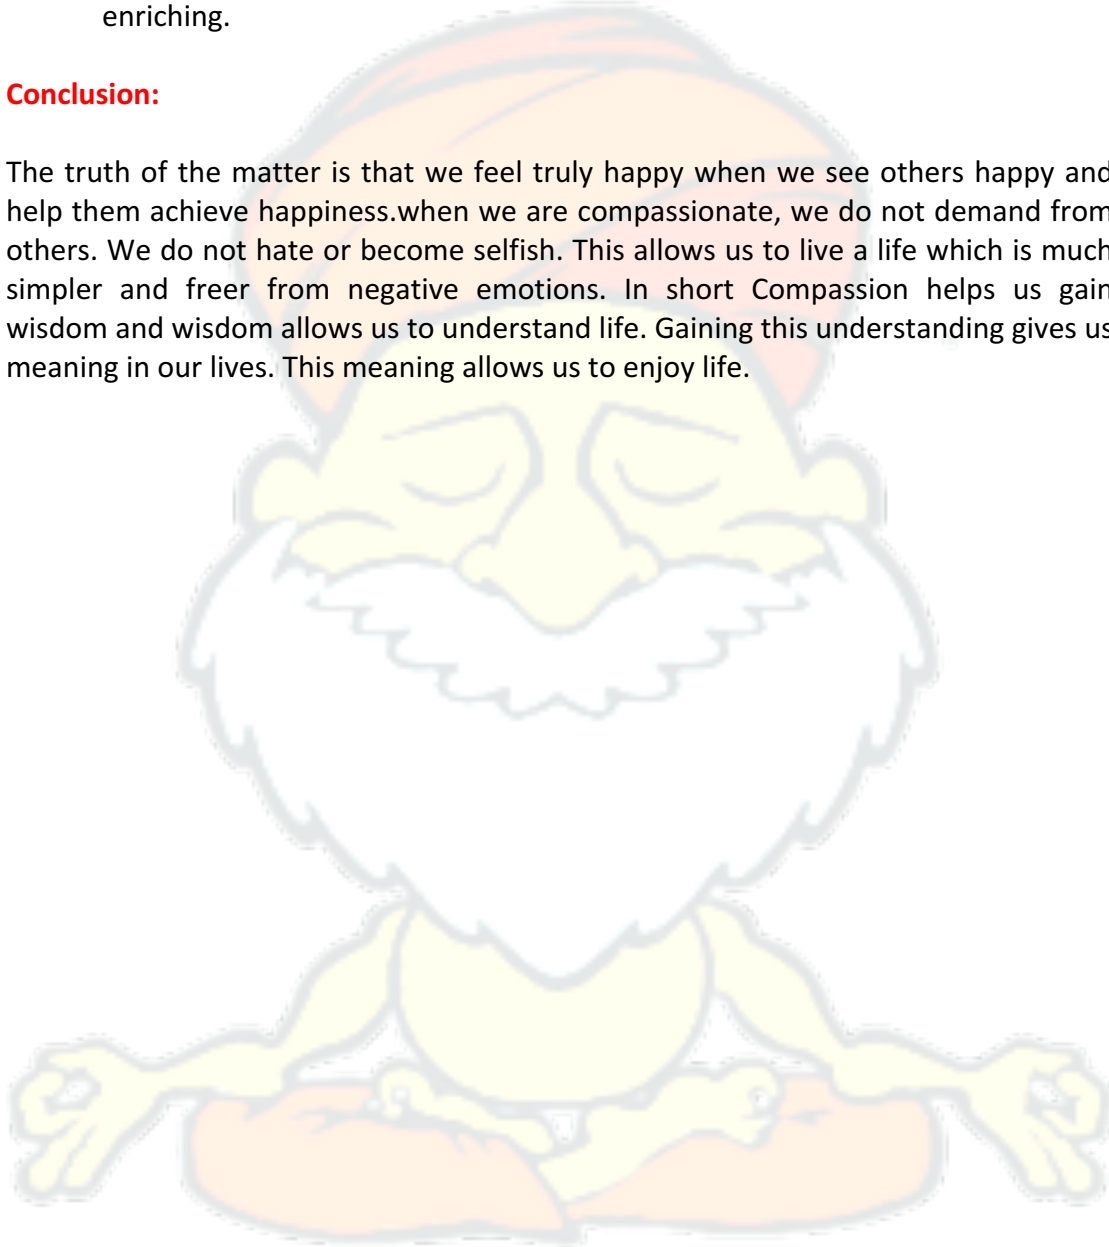 enriching.
Conclusion:
The truth of the matter is that we feel truly happy when we see others happy and
help them achieve happiness.when we are compassionate, we do not demand from
others. We do not hate or become selfish. This allows us to live a life which is much
simpler and freer from negative emotions. In short Compassion helps us gain
wisdom and wisdom allows us to understand life. Gaining this understanding gives us
meaning in our lives. This meaning allows us to enjoy life.